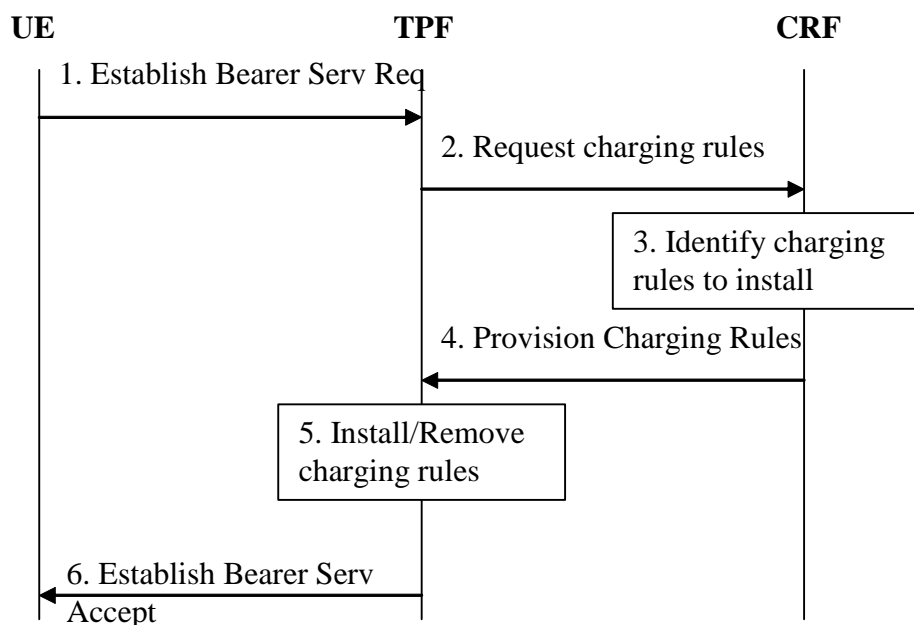 UE TPF CRF
1. Establish Bearer Serv Req
2. Request charging rules
3. Identify charging
rules to install
4. Provision Charging Rules
5. Install/Remove
charging rules
6. Establish Bearer Serv
Accept